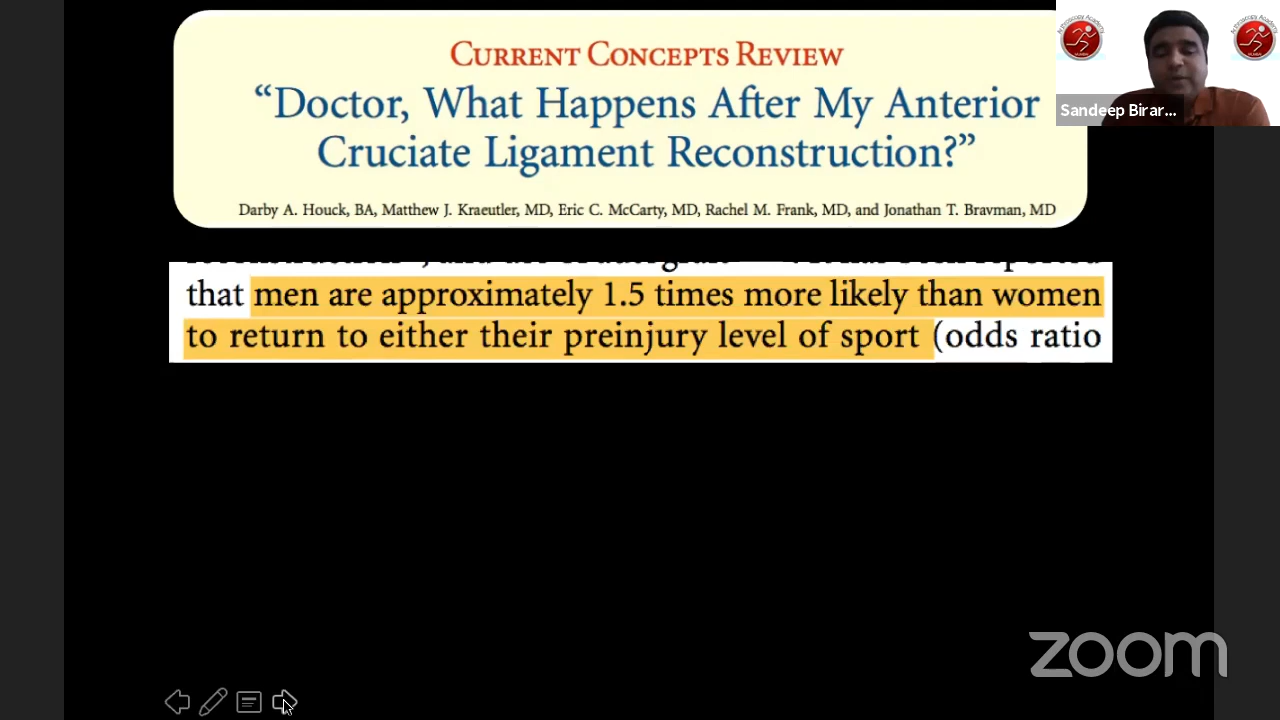 CURRENT CONCEPTS REVIEW
“Doctor, What Happens After My Anterior
Cruciate Ligament Reconstruction?”
Darby A. Houck, BA, Matthew J. Kraeutler, MD, Eric C. McCarty, MD, Rachel M. Frank, MD, and Jonathan T. Bravman, MD
that men are approximately 1.5 times more likely than women
to return to either their preinjury level of sport (odds ratio
Sandeep Birar...
zoom